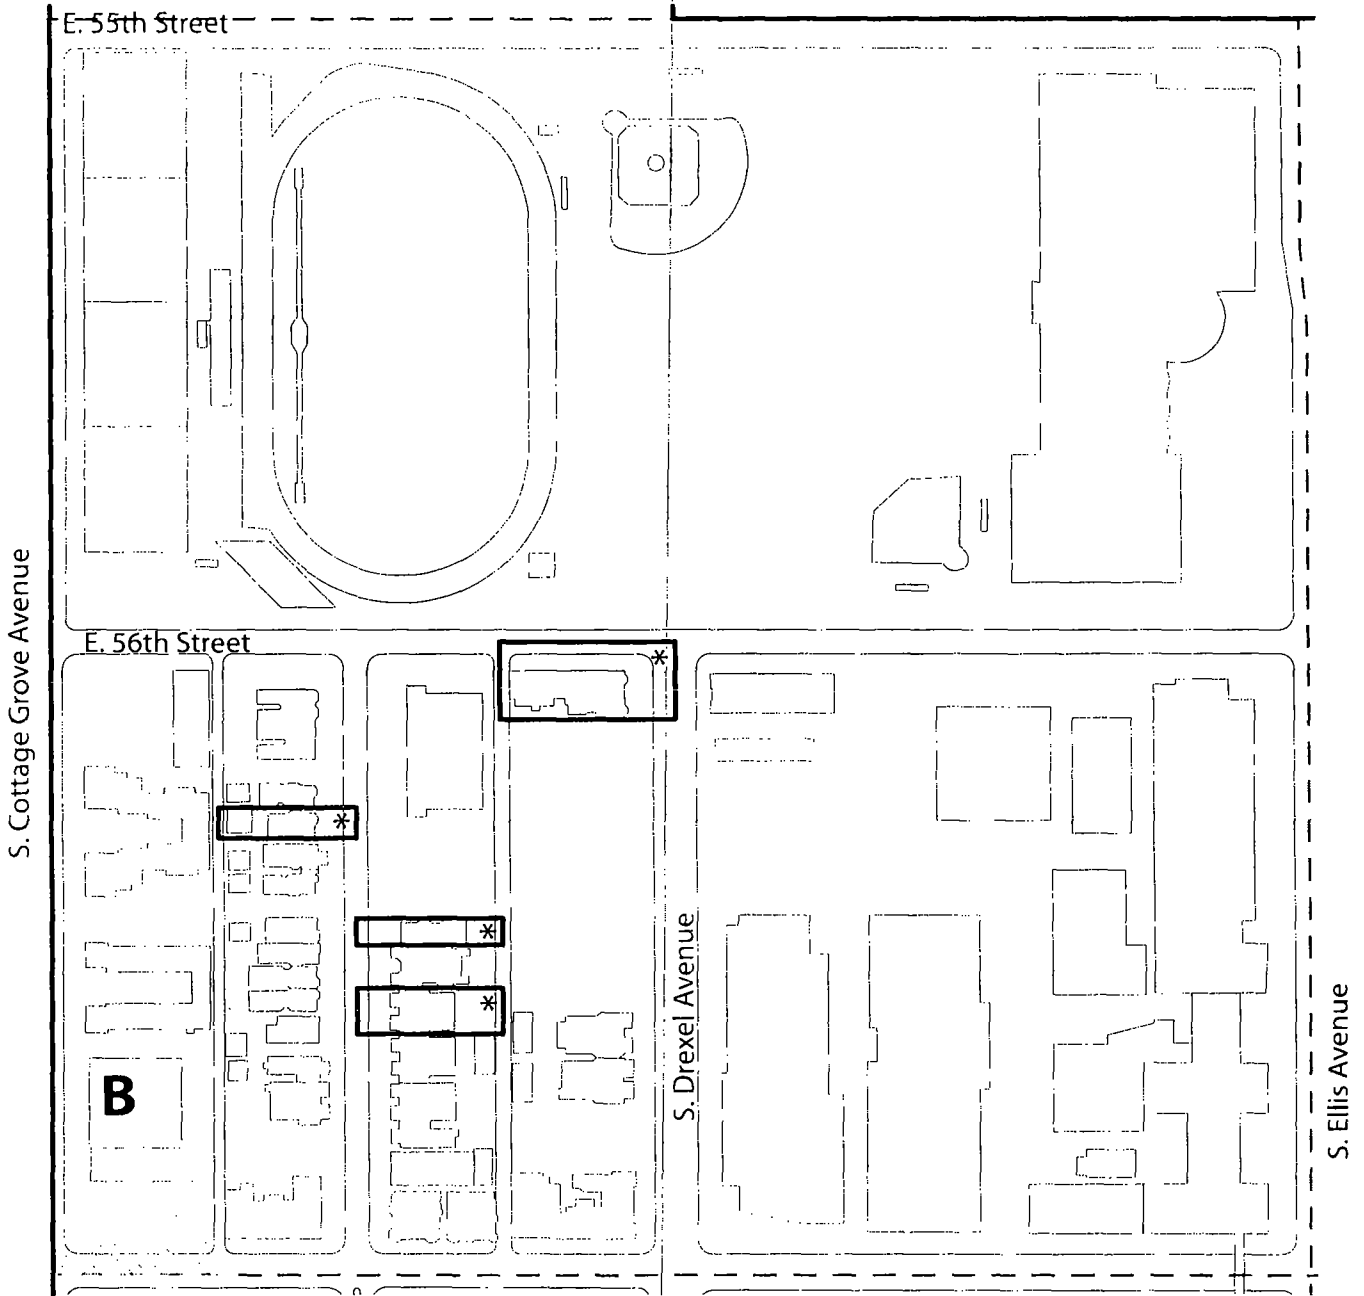 E. 55th Street
S. Cottage Grove Avenue
E. 56th Street
*
*
*
*
S. Drexel Avenue
S. Ellis Avenue
B